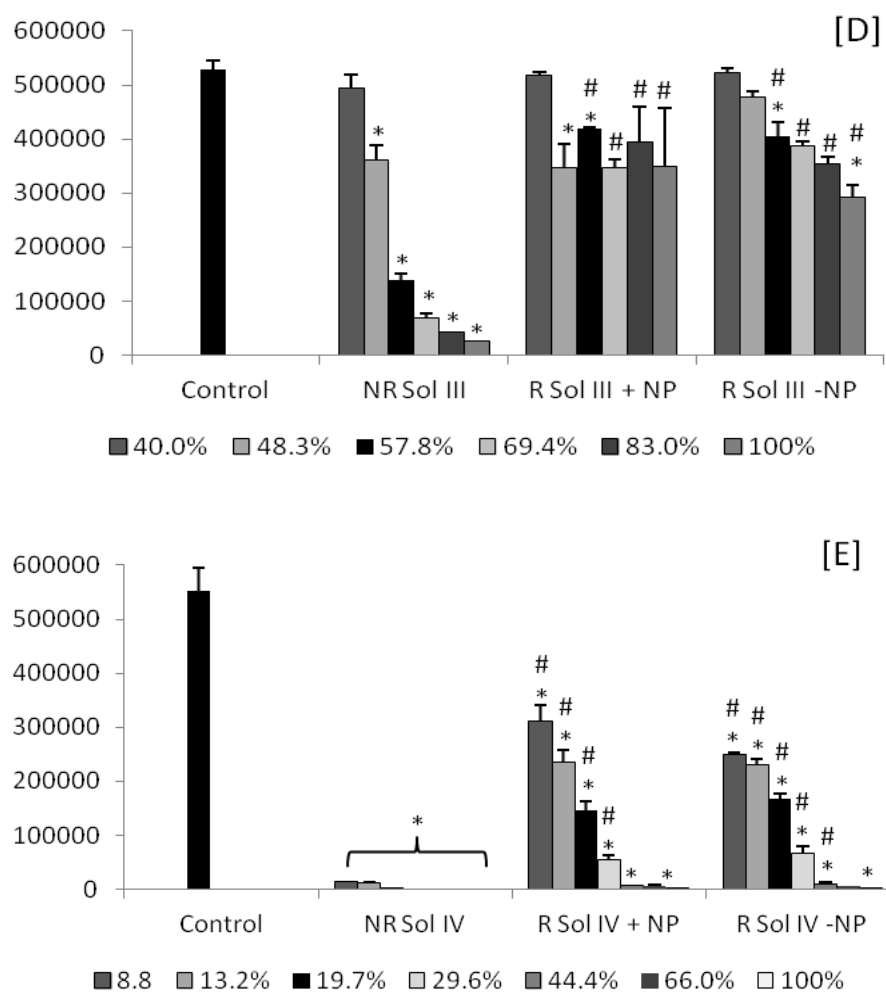 [D]
600000
500000
400000
300000
200000
100000
0
# # # # #
* * * # # #
* *
* * * *
Control NR Sol III R Sol III + NP R Sol III -NP
40.0% 48.3% 57.8% 69.4% 83.0% 100%
[E]
600000
500000
400000
300000
200000
100000
0
# # # #
* # * * #
* # * #
* * # *
* * * * *
Control NR Sol IV R Sol IV + NP R Sol IV -NP
8.8 13.2% 19.7% 29.6% 44.4% 66.0% 100%